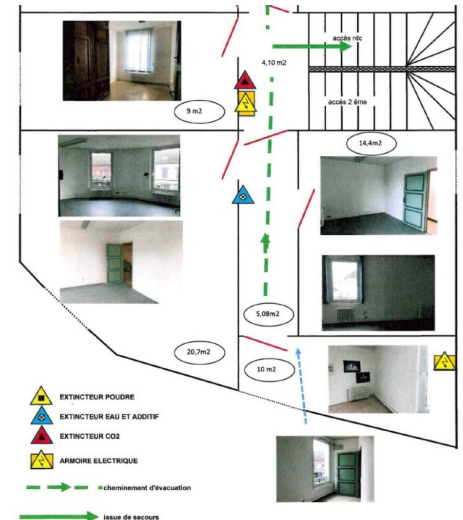 accès rdc
4,10 m2
accès 2 ème
9 m2
14,4m2
5,08m2
20,7m2
10 m2
EXTINCTEUR POUDRE
EXTINCTEUR EAU ET ADDITIF
EXTINCTEUR CO2
ARMOIRE ELECTRIQUE
cheminement d'évacuation
issue de secours